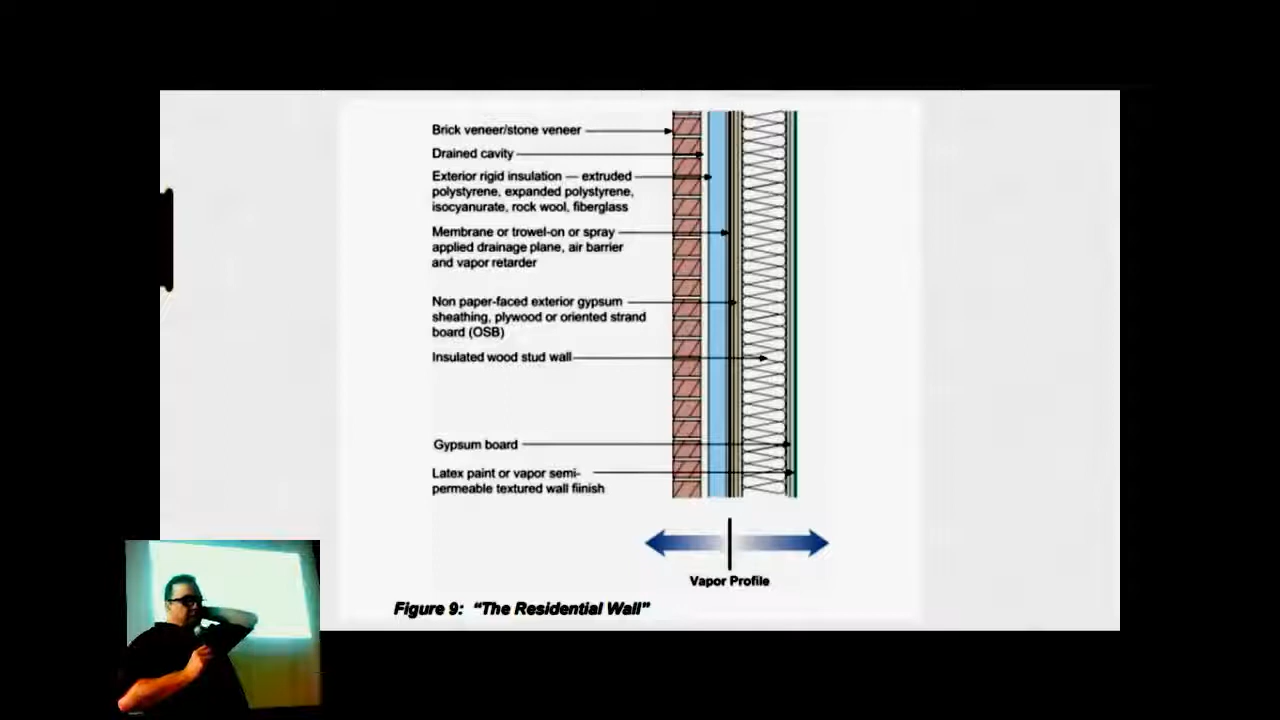 Brick veneer/stone veneer
Drained cavity
Exterior rigid insulation — extruded
polystyrene, expanded polystyrene,
isocyanurate, rock wool, fiberglass
Membrane or trowel-on or spray
applied drainage plane, air barrier
and vapor retarder
Non paper-faced exterior gypsum
sheathing, plywood or oriented strand
board (OSB)
Insulated wood stud wall
Gypsum board
Latex paint or vapor semi-
permeable textured wall fiinish
Vapor Profile
Figure 9: “The Residential Wall”